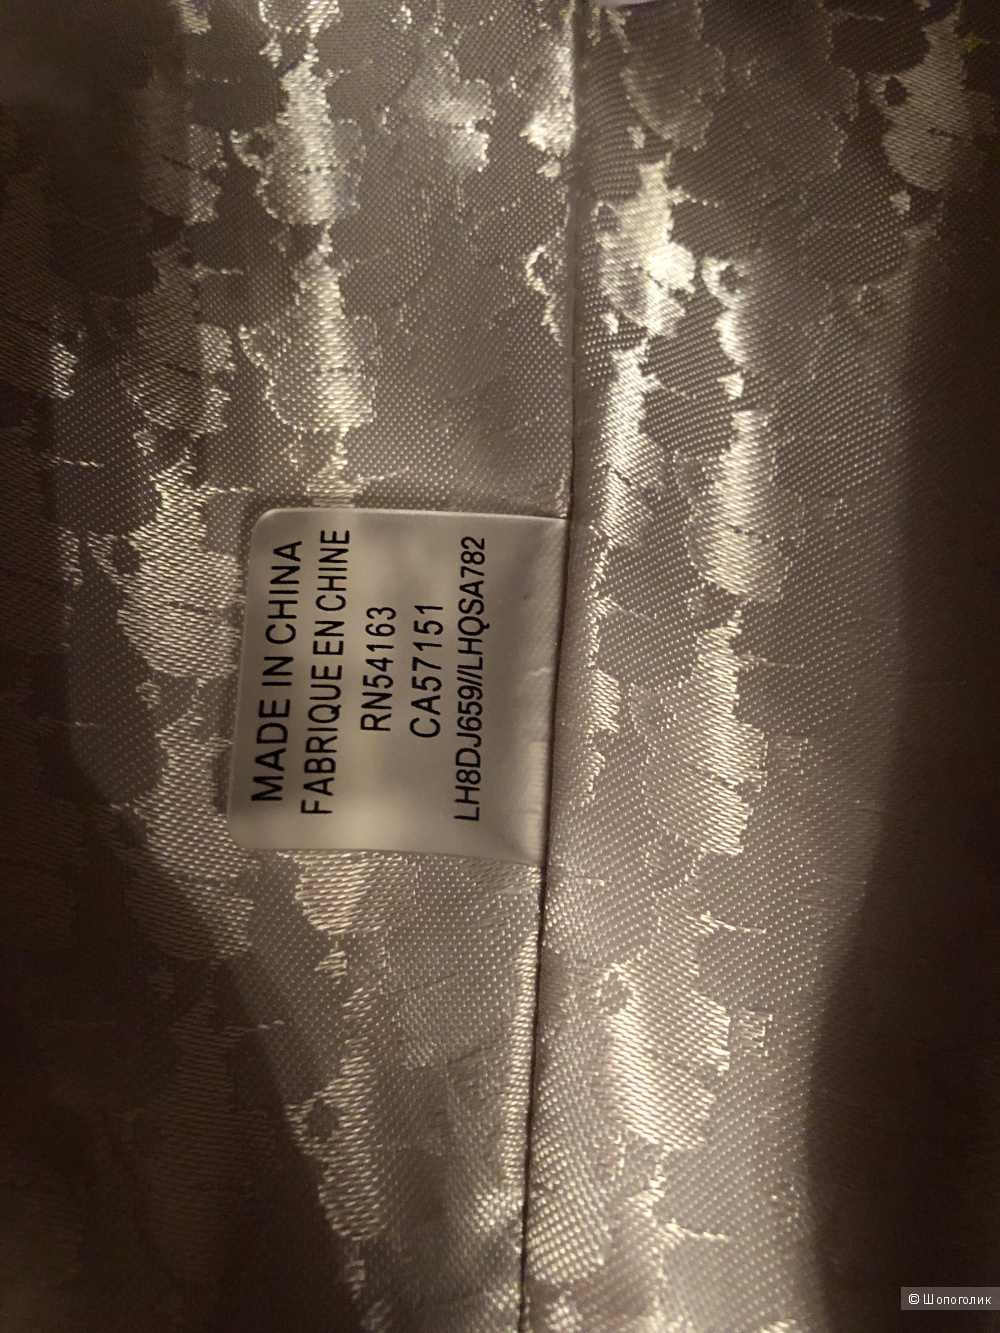 MADE IN CHINA
FABRIQUE EN CHINE
RN54163
CA57151
LH8DJ659//LHQSA782
© Шопоголик